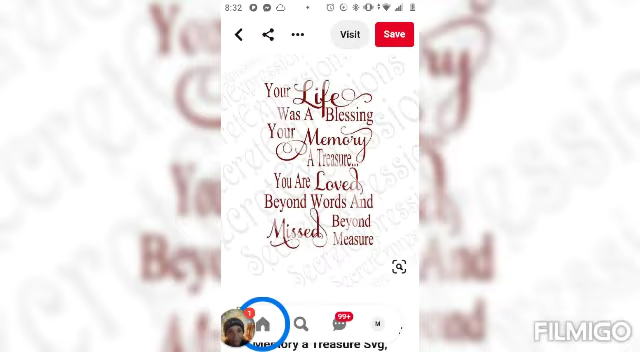 8:32
Visit
Save
Your Life
Was A Blessing
Your Memory
A Treasure...
You Are Loved
Beyond Words And
Missed Beyond
Measure
1
99+
M
Memory a Treasure Svg,
FILMIGO